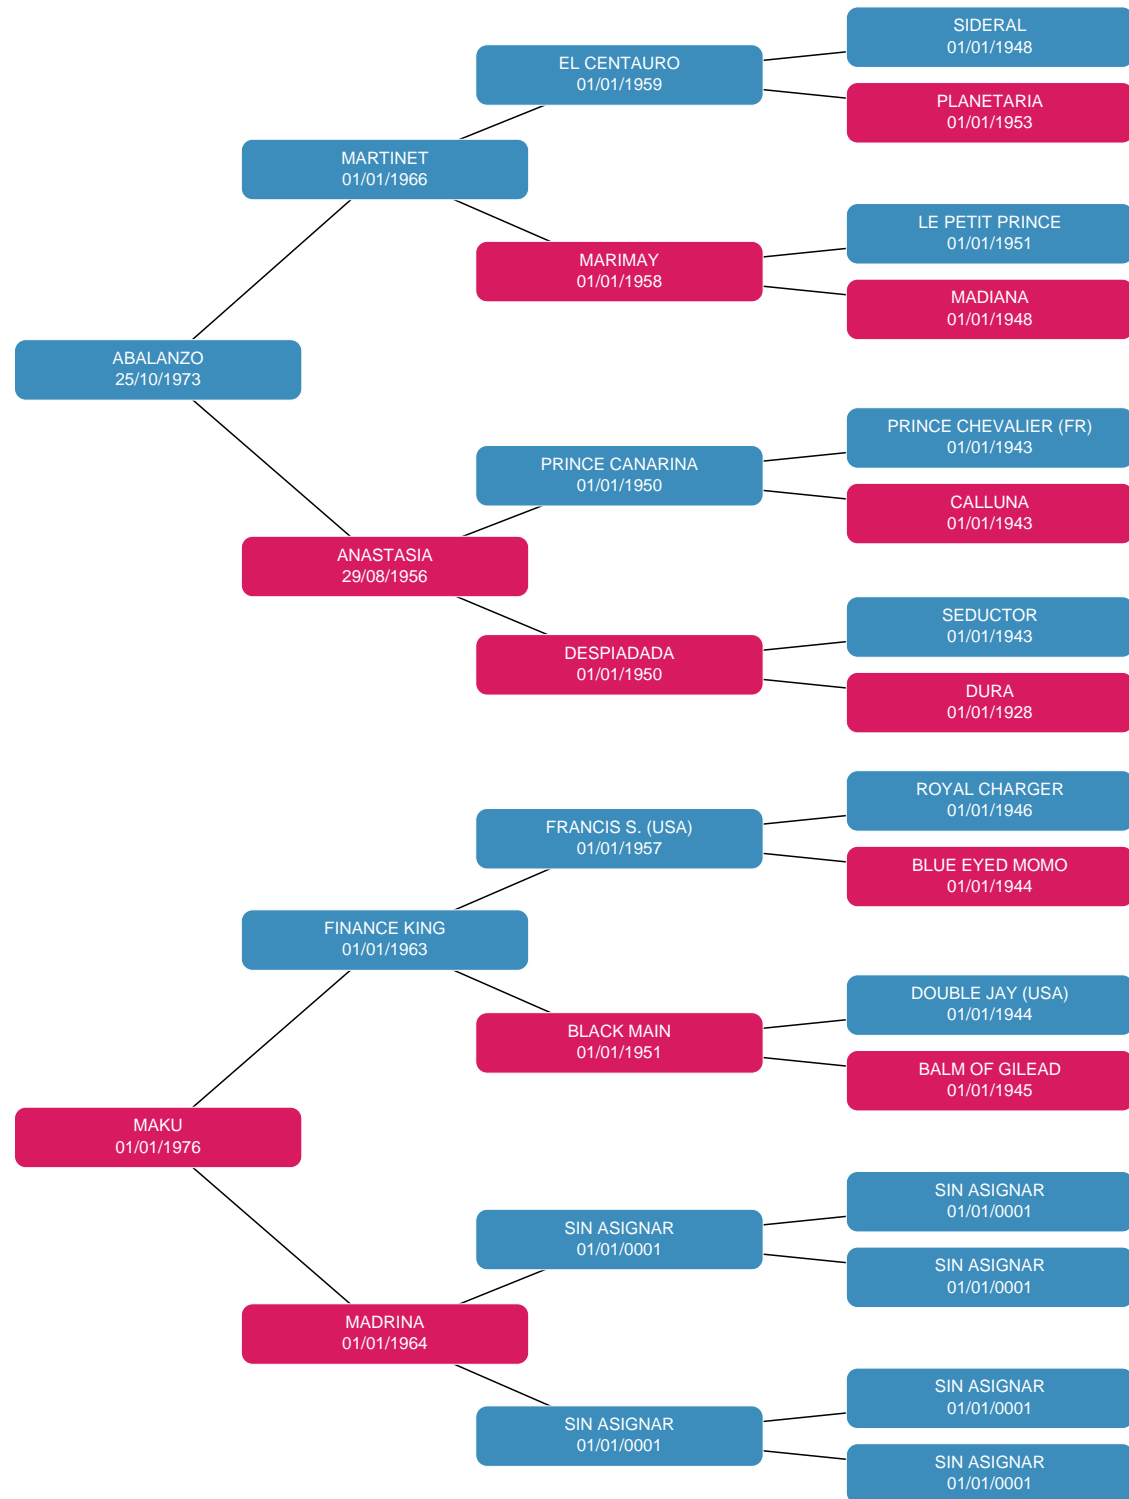 SIDERAL
01/01/1948
EL CENTAURO
01/01/1959
PLANETARIA
01/01/1953
MARTINET
01/01/1966
LE PETIT PRINCE
01/01/1951
MARIMAY
01/01/1958
MADIANA
01/01/1948
ABALANZO
25/10/1973
PRINCE CHEVALIER (FR)
01/01/1943
PRINCE CANARINA
01/01/1950
CALLUNA
01/01/1943
ANASTASIA
29/08/1956
SEDUCTOR
01/01/1943
DESPIADADA
01/01/1950
DURA
01/01/1928
ROYAL CHARGER
01/01/1946
FRANCIS S. (USA)
01/01/1957
BLUE EYED MOMO
01/01/1944
FINANCE KING
01/01/1963
DOUBLE JAY (USA)
01/01/1944
BLACK MAIN
01/01/1951
BALM OF GILEAD
01/01/1945
MAKU
01/01/1976
SIN ASIGNAR
01/01/0001
SIN ASIGNAR
01/01/0001
SIN ASIGNAR
01/01/0001
MADRINA
01/01/1964
SIN ASIGNAR
01/01/0001
SIN ASIGNAR
01/01/0001
SIN ASIGNAR
01/01/0001